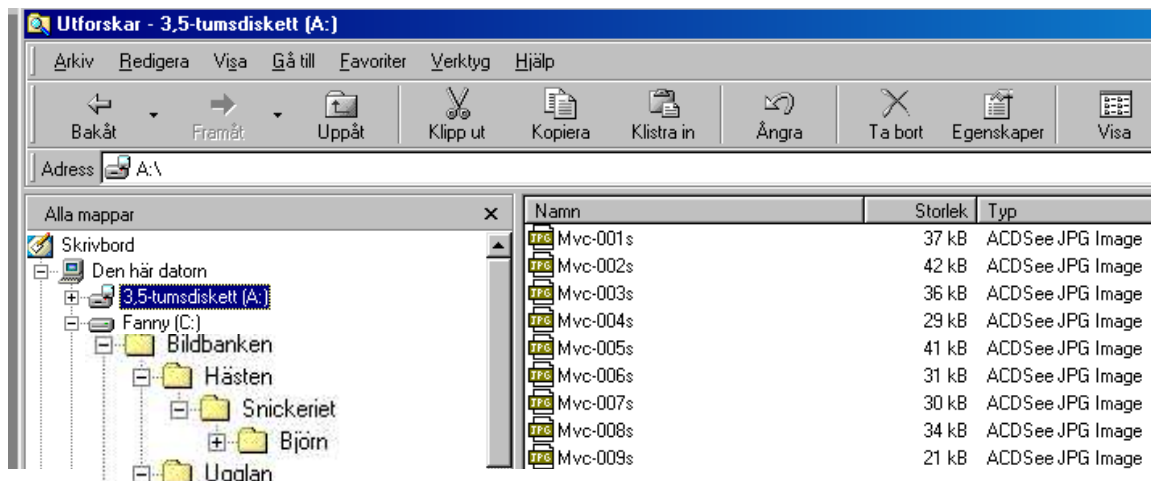 Utforskar - 3,5-tumsdiskett (A:)
Arkiv Redigera Visa Gå till Favoriter Verktyg Hjälp
Bakåt Framåt Uppåt Klipp ut Kopiera Klistra in Ångra Ta bort Egenskaper Visa
Adress A:\
Alla mappar
Skrivbord
Den här datorn
3,5-tumsdiskett (A:)
Fanny (C:)
Bildbanken
Hästen
Snickeriet
Björn
Ugglan
Namn Storlek Typ
Mvc-001s 37 kB ACDSee JPG Image
Mvc-002s 42 kB ACDSee JPG Image
Mvc-003s 36 kB ACDSee JPG Image
Mvc-004s 29 kB ACDSee JPG Image
Mvc-005s 41 kB ACDSee JPG Image
Mvc-006s 31 kB ACDSee JPG Image
Mvc-007s 30 kB ACDSee JPG Image
Mvc-008s 34 kB ACDSee JPG Image
Mvc-009s 21 kB ACDSee JPG Image